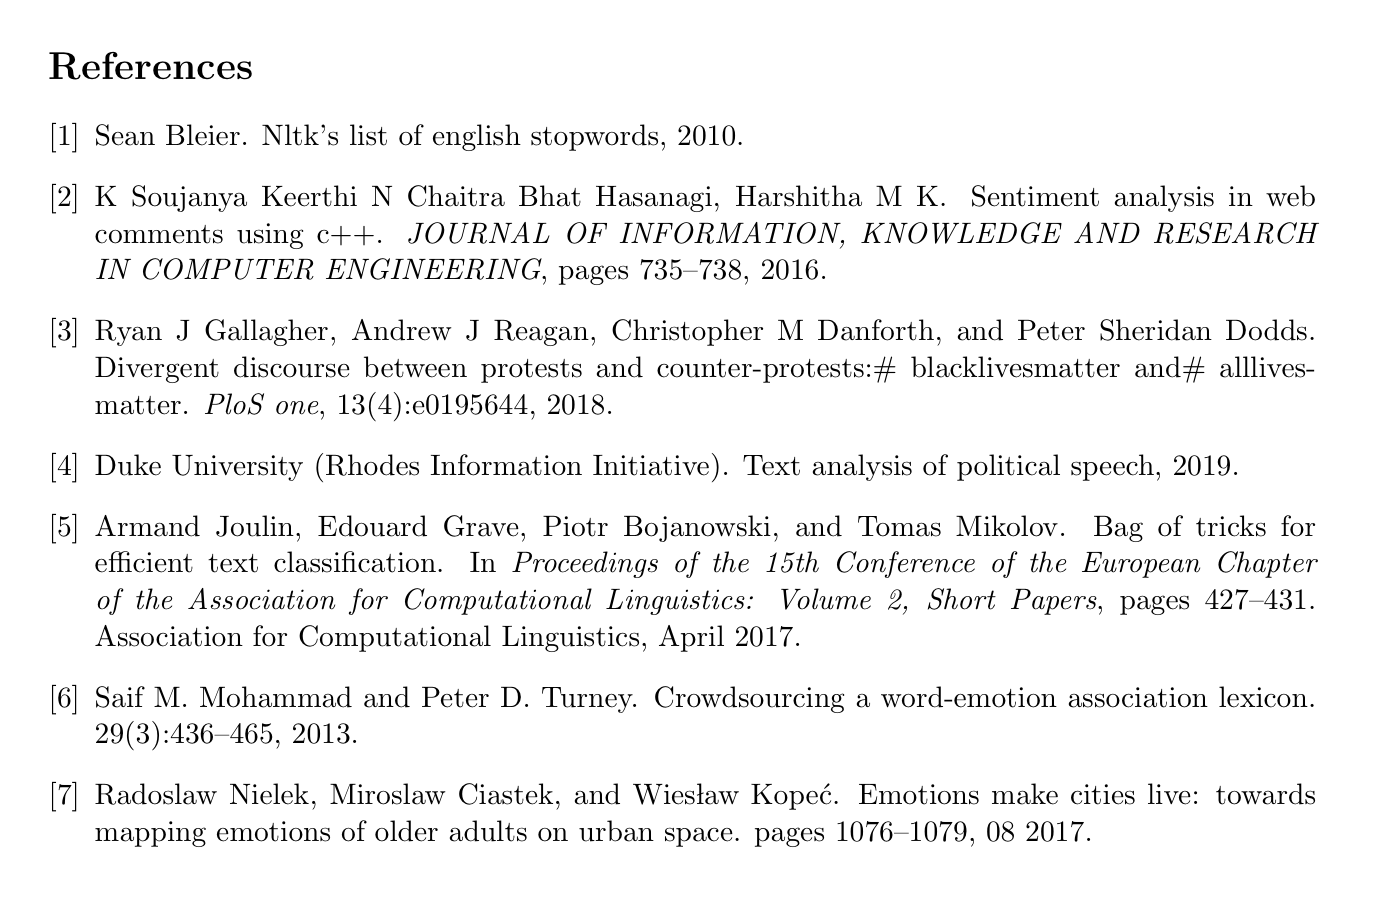 References
[1] Sean Bleier. Nltk's list of english stopwords, 2010.
[2] K Soujanya Keerthi N Chaitra Bhat Hasanagi, Harshitha M K. Sentiment analysis in web
comments using c++. JOURNAL OF INFORMATION, KNOWLEDGE AND RESEARCH
IN COMPUTER ENGINEERING, pages 735–738, 2016.
[3] Ryan J Gallagher, Andrew J Reagan, Christopher M Danforth, and Peter Sheridan Dodds.
Divergent discourse between protests and counter-protests:# blacklivesmatter and# alllives-
matter. PloS one, 13(4):e0195644, 2018.
[4] Duke University (Rhodes Information Initiative). Text analysis of political speech, 2019.
[5] Armand Joulin, Edouard Grave, Piotr Bojanowski, and Tomas Mikolov. Bag of tricks for
efficient text classification. In Proceedings of the 15th Conference of the European Chapter
of the Association for Computational Linguistics: Volume 2, Short Papers, pages 427–431.
Association for Computational Linguistics, April 2017.
[6] Saif M. Mohammad and Peter D. Turney. Crowdsourcing a word-emotion association lexicon.
29(3):436–465, 2013.
[7] Radoslaw Nielek, Miroslaw Ciastek, and Wiesław Kopeć. Emotions make cities live: towards
mapping emotions of older adults on urban space. pages 1076–1079, 08 2017.